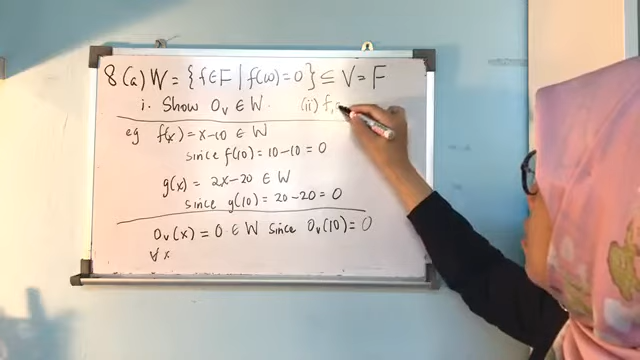 8 (a) W = { f ∈ F | f(10) = 0 } ≤ V = F
i. Show 0ᵥ ∈ W. (ii) f,
eg f(x) = x-10 ∈ W
since f(10) = 10-10 = 0
g(x) = 2x-20 ∈ W
since g(10) = 20-20 = 0
0ᵥ(x) = 0 ∈ W since 0ᵥ(10) = 0
∀ x